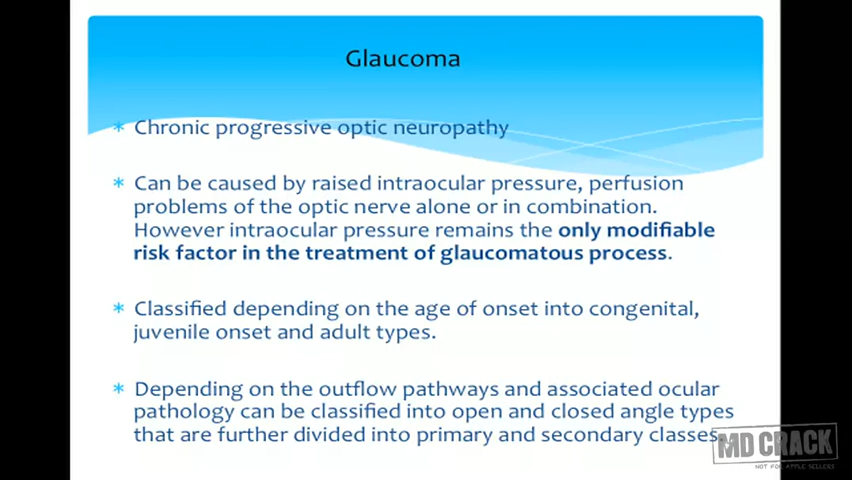 Glaucoma
* Chronic progressive optic neuropathy
* Can be caused by raised intraocular pressure, perfusion
problems of the optic nerve alone or in combination.
However intraocular pressure remains the only modifiable
risk factor in the treatment of glaucomatous process.
* Classified depending on the age of onset into congenital,
juvenile onset and adult types.
* Depending on the outflow pathways and associated ocular
pathology can be classified into open and closed angle types
that are further divided into primary and secondary classes.
MD CRACK
NOT FOR APPLE SELLERS